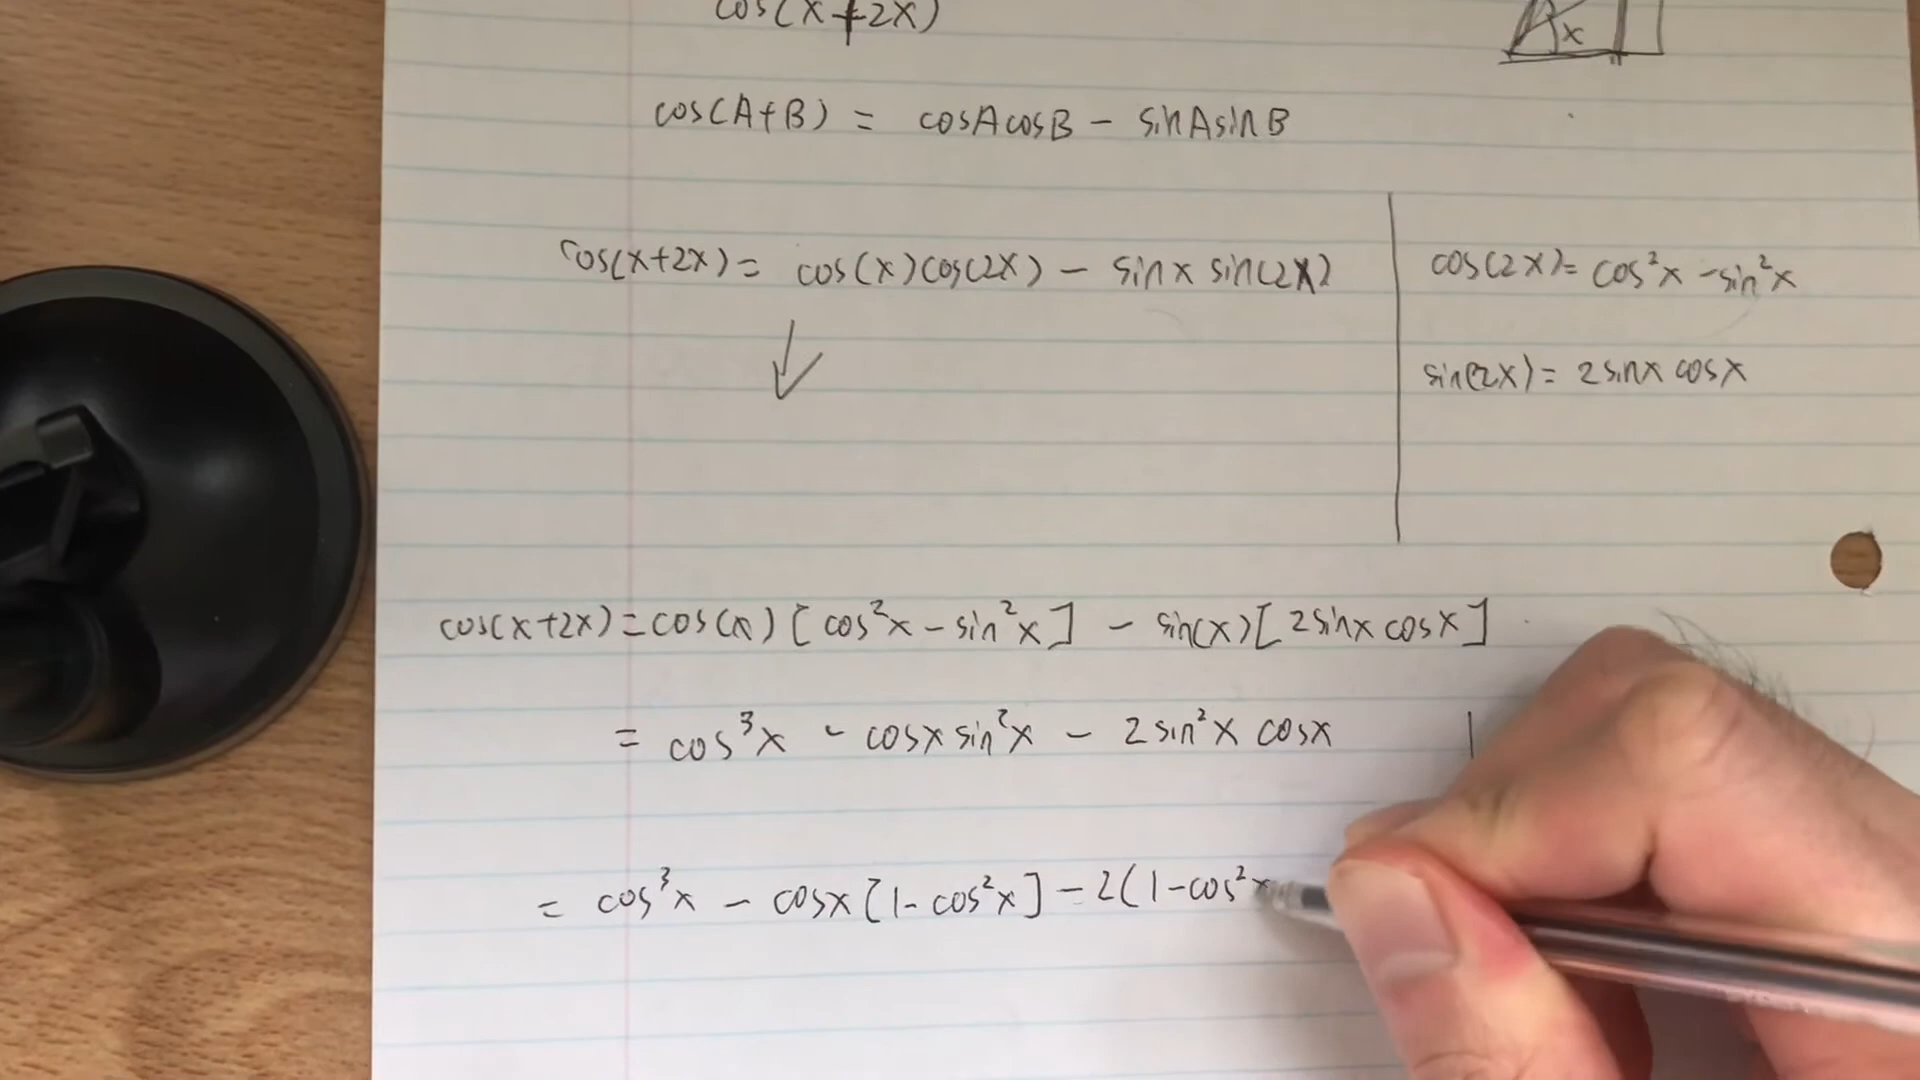 cos(x+2x)
x
cos(A+B) = cosAcosB - sinAsinB
cos(x+2x) = cos(x)cos(2x) - sinx sin(2x)
cos(2x) = cos²x - sin²x
sin(2x) = 2sinx cosx
cos(x+2x) = cos(x)[cos²x - sin²x] - sin(x)[2sinx cosx]
= cos³x - cosx sin²x - 2sin²x cosx
= cos³x - cosx[1-cos²x] - 2(1-cos²x